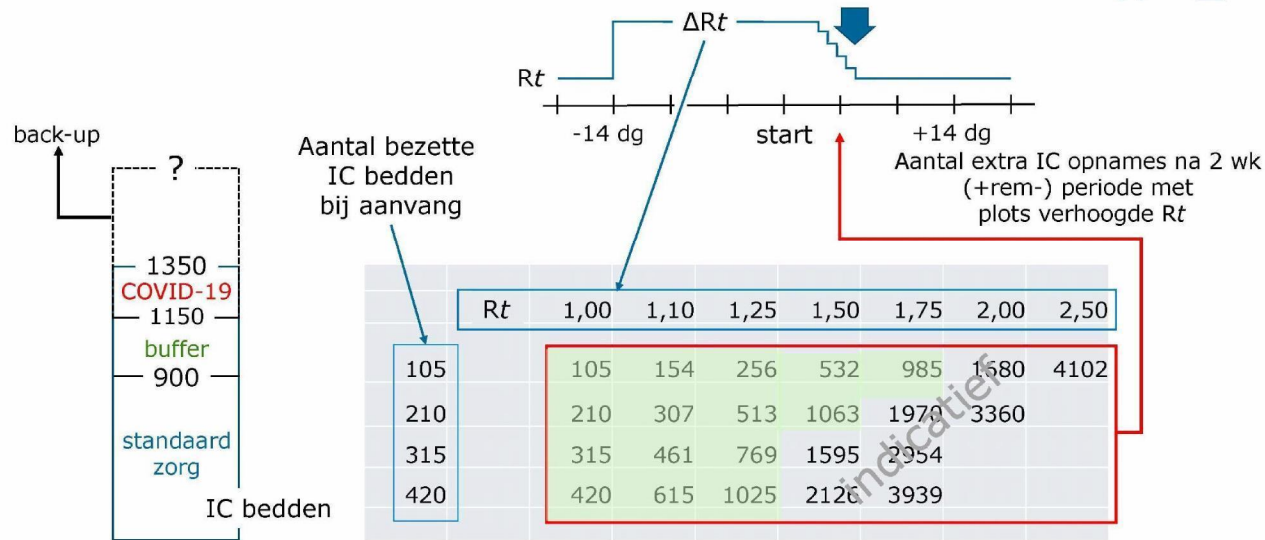 ΔRt
Rt
-14 dg
start
+14 dg
Aantal extra IC opnames na 2 wk
(+rem-) periode met
plots verhoogde Rt
back-up
?
1350
COVID-19
1150
buffer
900
standaard
zorg
IC bedden
Aantal bezette
IC bedden
bij aanvang
Rt 1,00 1,10 1,25 1,50 1,75 2,00 2,50
105 105 154 256 532 985 1680 4102
210 210 307 513 1063 1970 3360
315 315 461 769 1595 2954
420 420 615 1025 2126 3939
indicatief